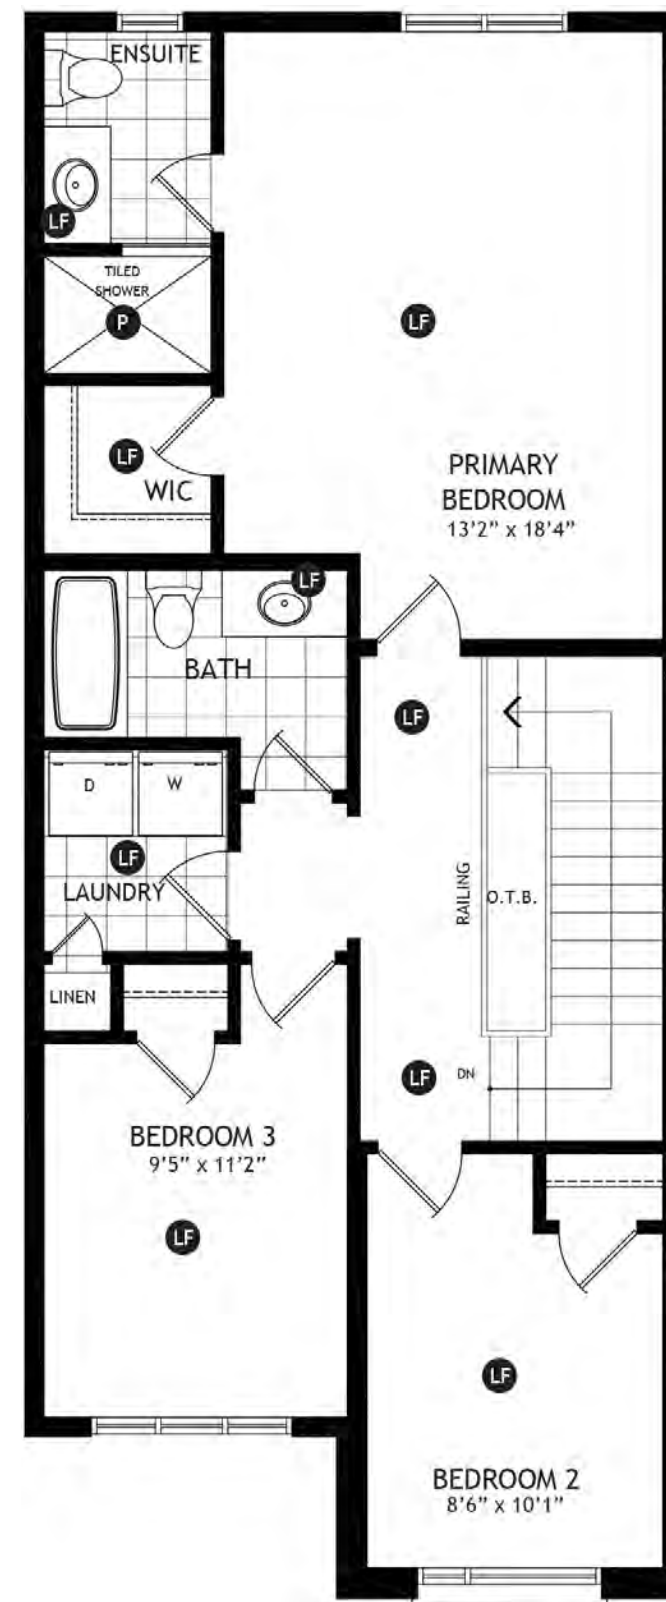 ENSUITE
LF
TILED
SHOWER
P
LF
LF
WIC
PRIMARY
BEDROOM
13'2" x 18'4"
LF
BATH
LF
D
W
LF
LAUNDRY
RAILING
O.T.B.
LINEN
LF
DN
BEDROOM 3
9'5" x 11'2"
LF
LF
BEDROOM 2
8'6" x 10'1"